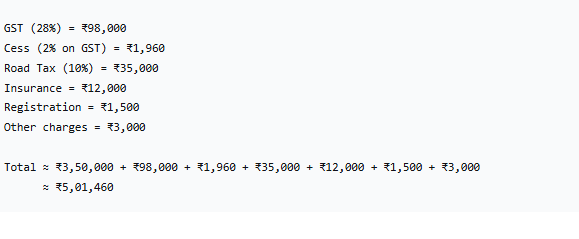 GST (28%) = ₹98,000
Cess (2% on GST) = ₹1,960
Road Tax (10%) = ₹35,000
Insurance = ₹12,000
Registration = ₹1,500
Other charges = ₹3,000
Total ≈ ₹3,50,000 + ₹98,000 + ₹1,960 + ₹35,000 + ₹12,000 + ₹1,500 + ₹3,000
≈ ₹5,01,460